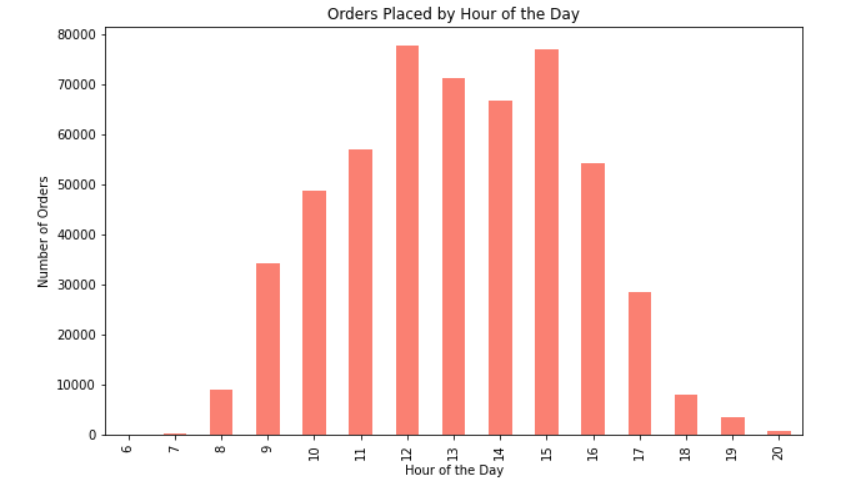 Orders Placed by Hour of the Day
80000
70000
60000
50000
40000
30000
20000
10000
0
Number of Orders
6 7 8 9 10 11 12 13 14 15 16 17 18 19 20
Hour of the Day